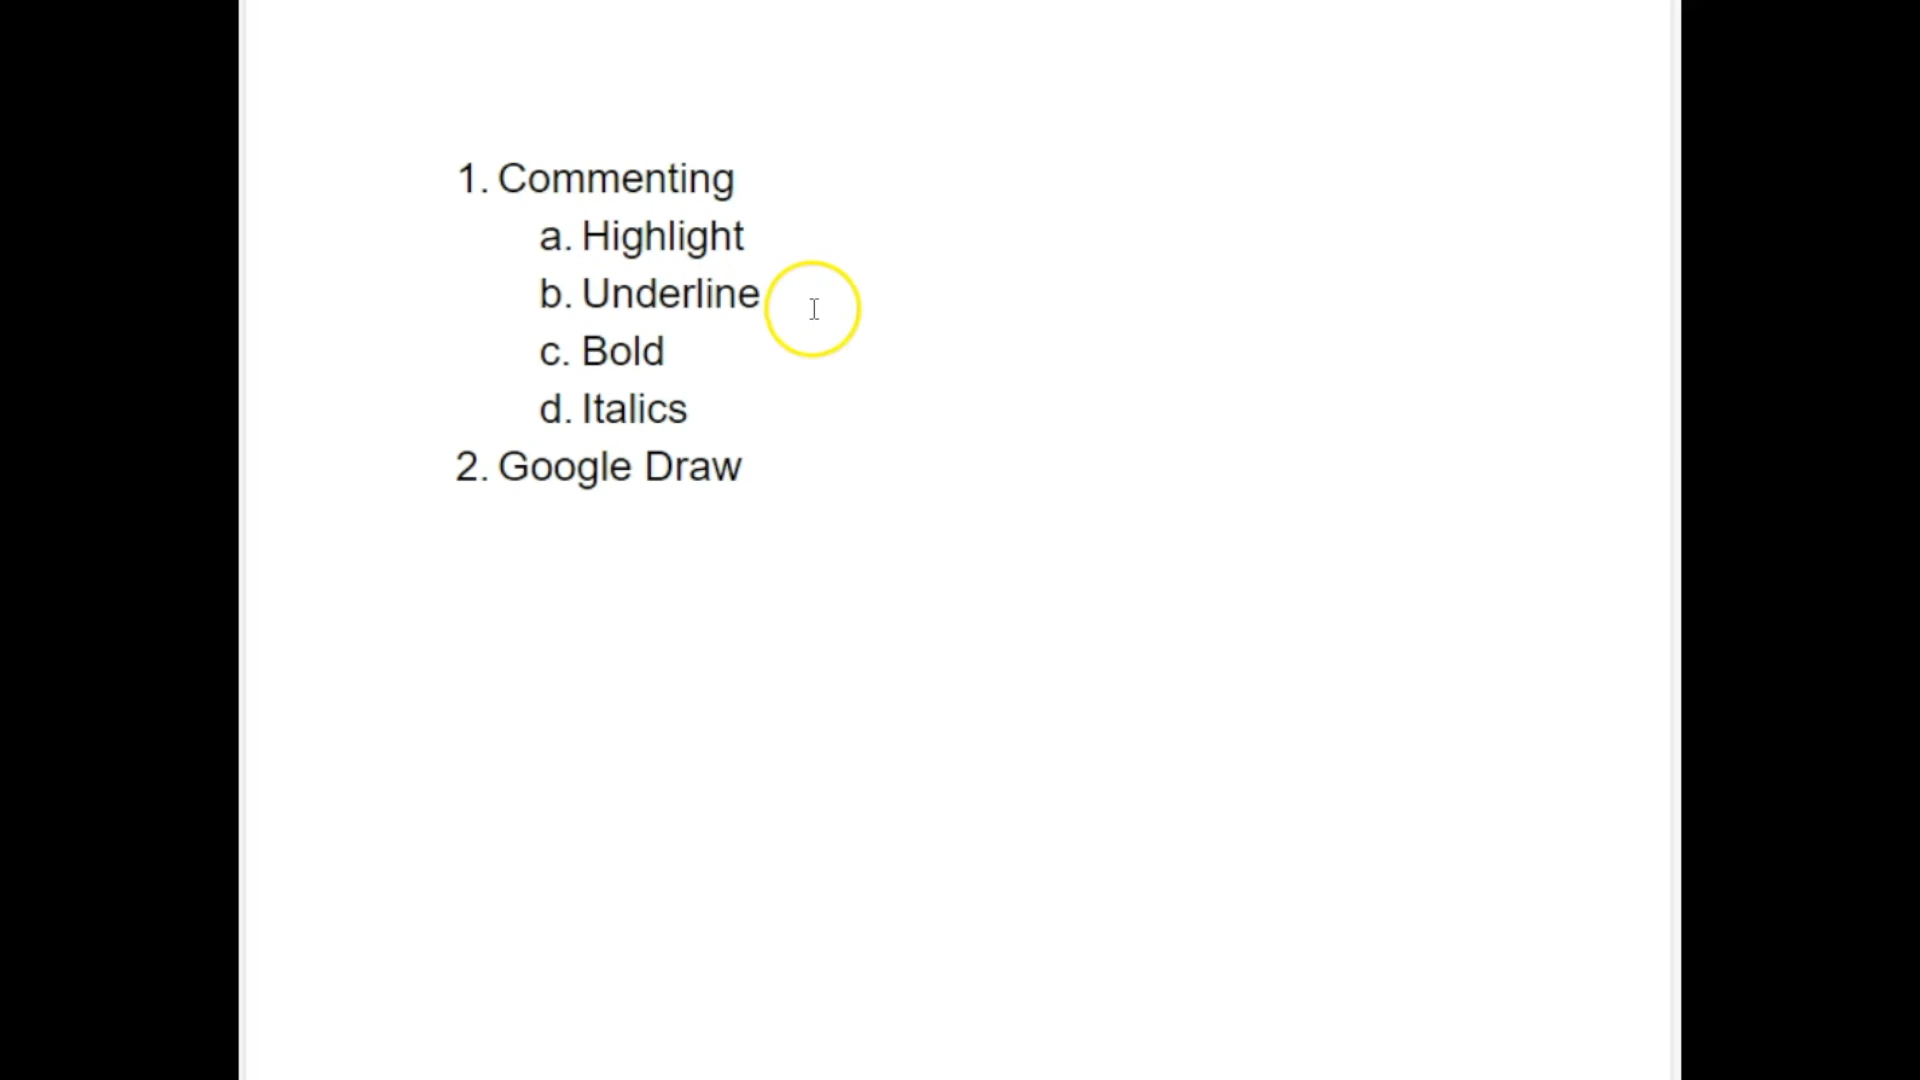 1. Commenting
a. Highlight
b. Underline
c. Bold
d. Italics
2. Google Draw